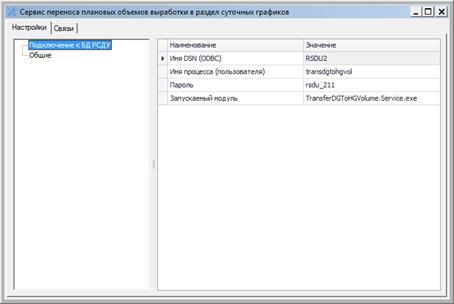 Сервис переноса плановых объемов выработки в раздел суточных графиков
Настройки Связи
Подключение к БД РСДУ
Общие
Наименование Значение
Имя DSN (ODBC) RSDU2
Имя процесса (пользователя) transdgtohgvol
Пароль rsdu_211
Запускаемый модуль TransferDGToHGVolume.Service.exe